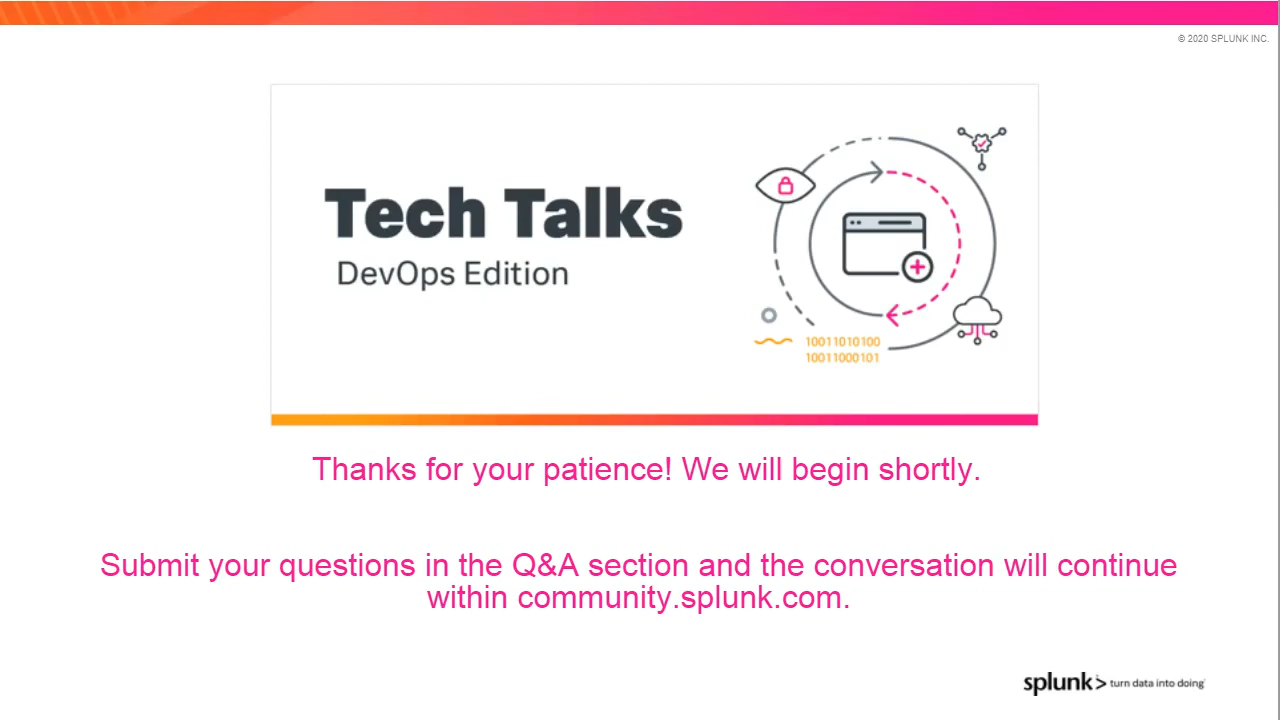 © 2020 SPLUNK INC.
Tech Talks
DevOps Edition
10011010100
10011000101
Thanks for your patience! We will begin shortly.
Submit your questions in the Q&A section and the conversation will continue
within community.splunk.com.
splunk> turn data into doing